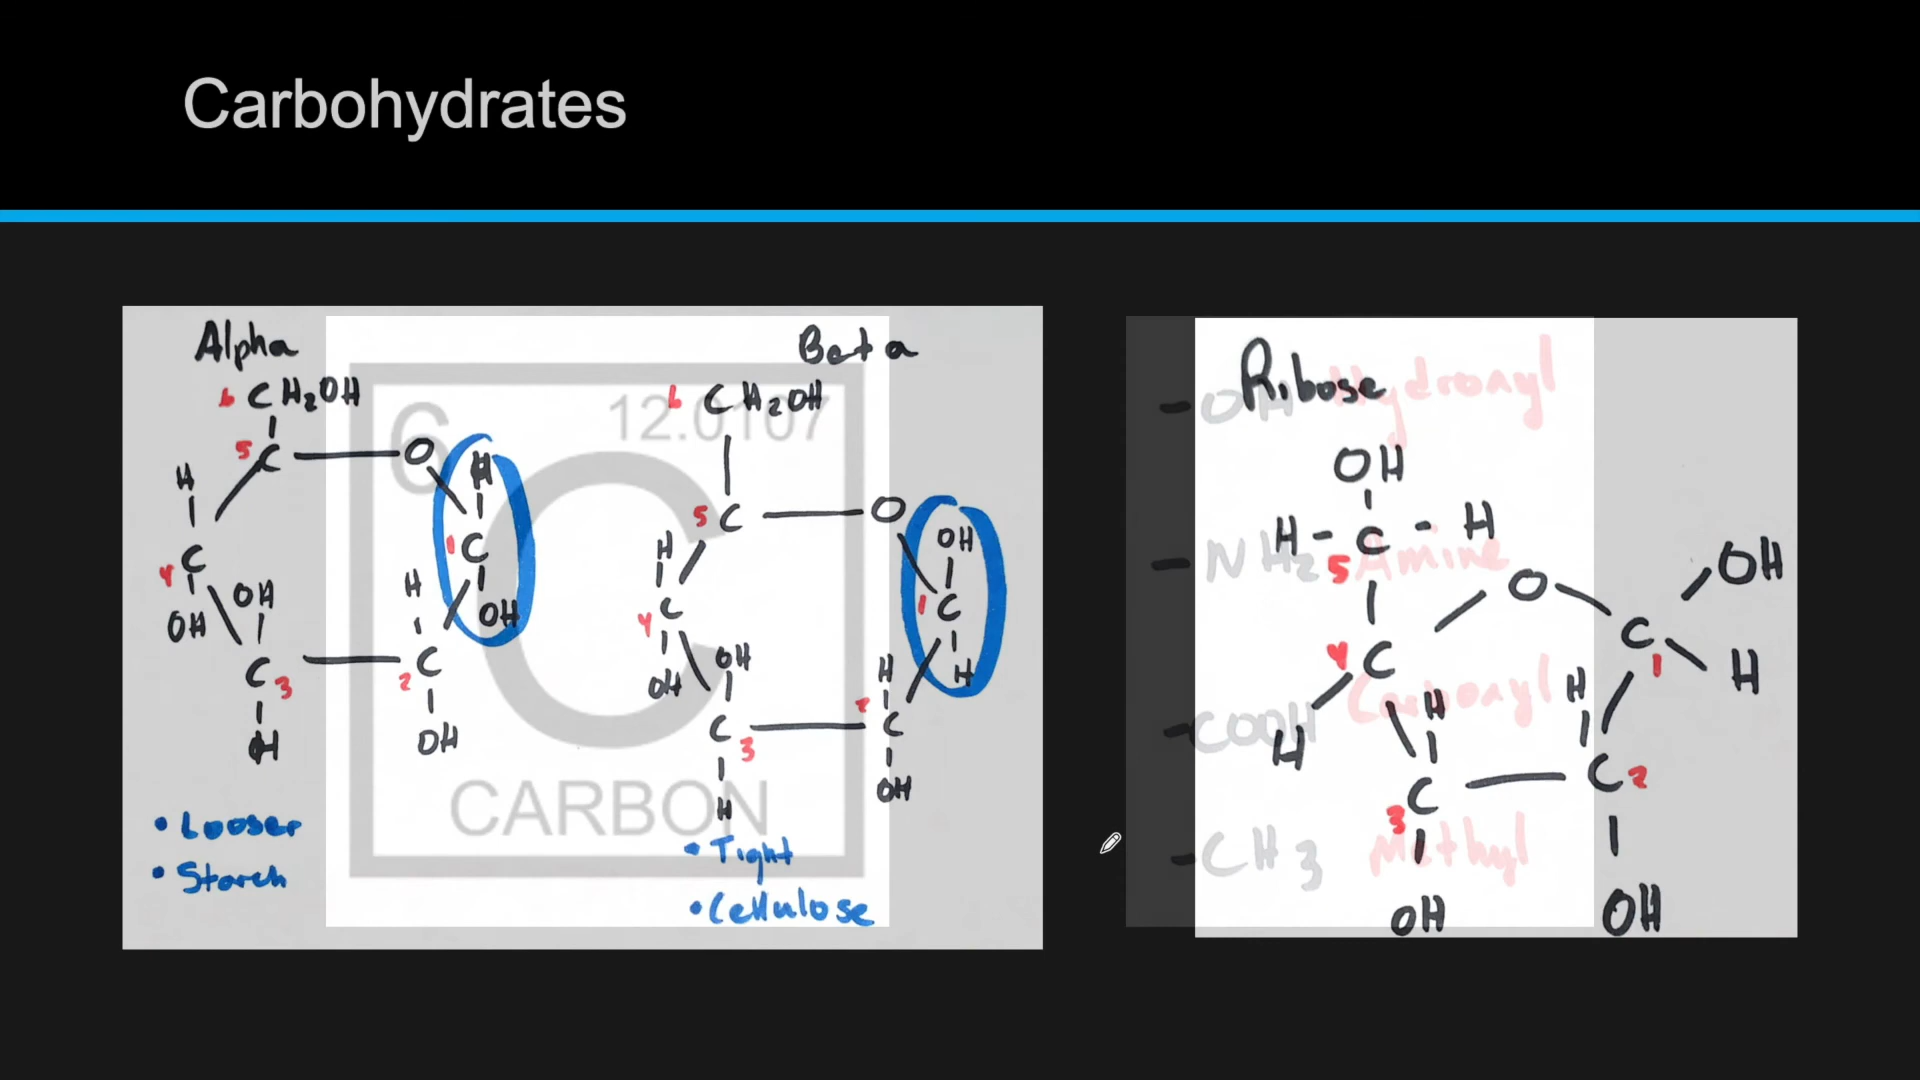 Carbohydrates
Alpha
6 CH2OH
5 C O H
H
C 1 C
4
OH OH H OH
C 3 2 C
H OH
• Looser
• Starch
Beta
6 CH2OH
5 C O OH
H 1 C
4 C
OH OH H H
C 3 2 C
H OH
• Tight
• Cellulose
6 12.0107
C
CARBON
Ribose
OH
H - C - H
5 O OH
4 C C 1
H H H H
C 3 C 2
OH OH
-OH Hydroxyl
-NH2 Amine
-COOH Carboxyl
-CH3 Methyl